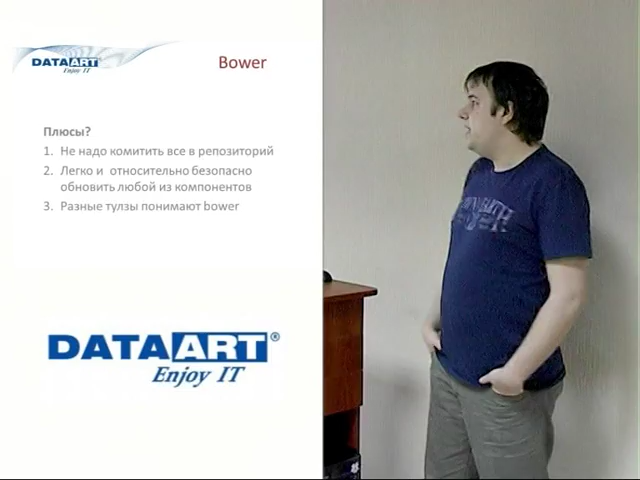 DATAART
Enjoy IT
Bower
Плюсы?
1. Не надо комитить все в репозиторий
2. Легко и относительно безопасно
обновить любой из компонентов
3. Разные тулзы понимают bower
DATAART®
Enjoy IT